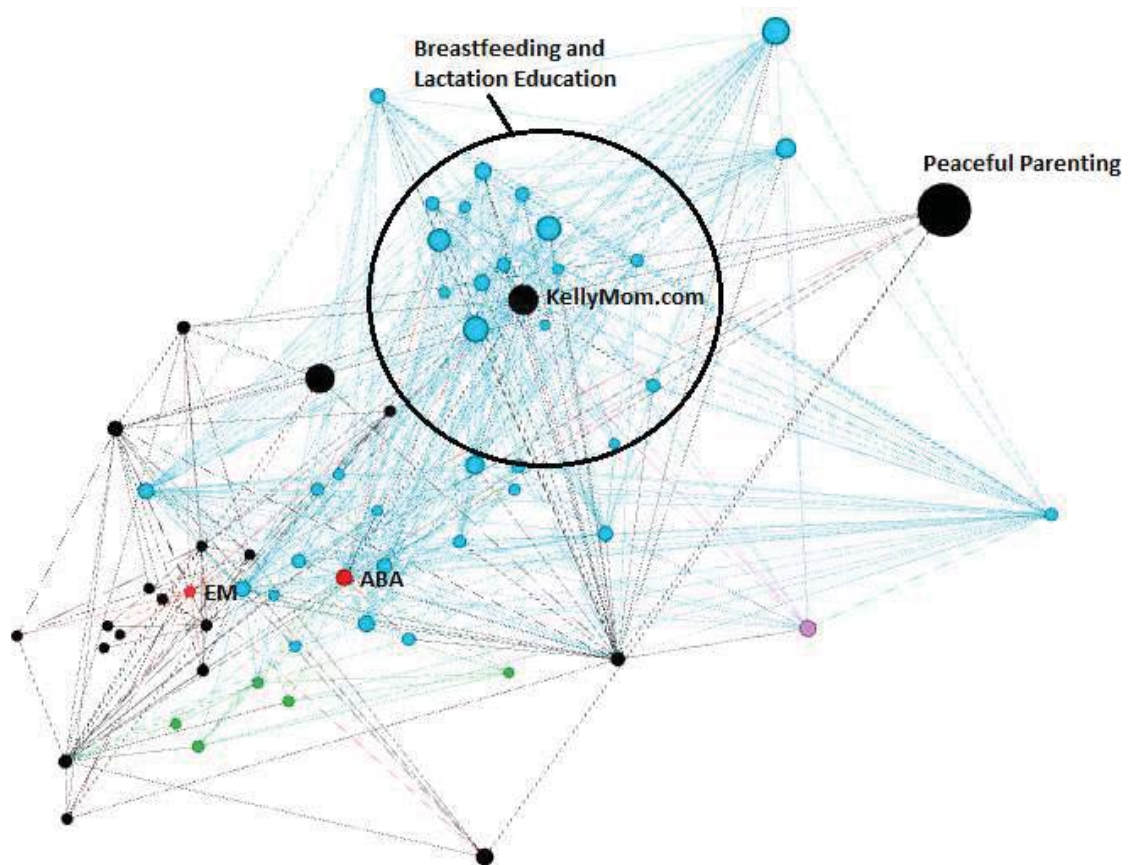 Breastfeeding and
Lactation Education
Peaceful Parenting
KellyMom.com
EM
ABA